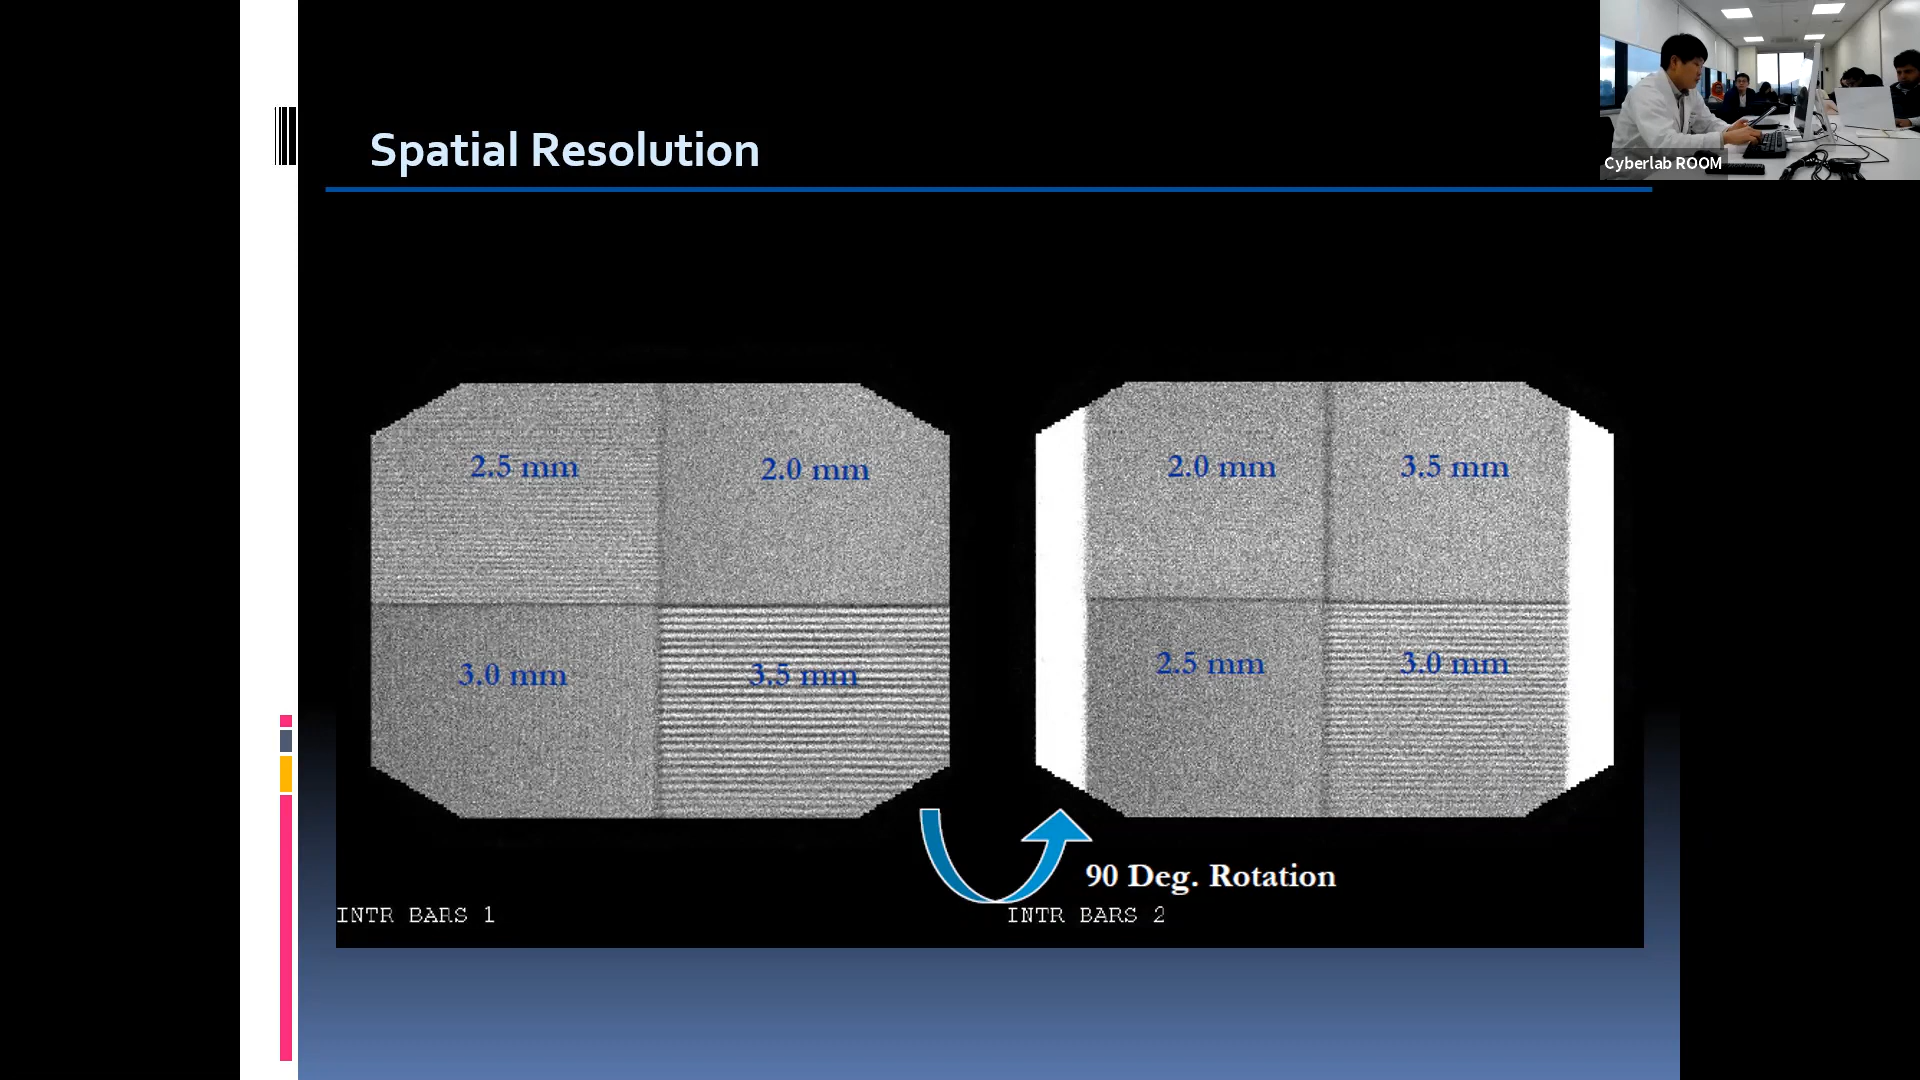 Spatial Resolution
Cyberlab ROOM
2.5 mm
2.0 mm
3.0 mm
3.5 mm
2.0 mm
3.5 mm
2.5 mm
3.0 mm
90 Deg. Rotation
INTR BARS 1
INTR BARS 2